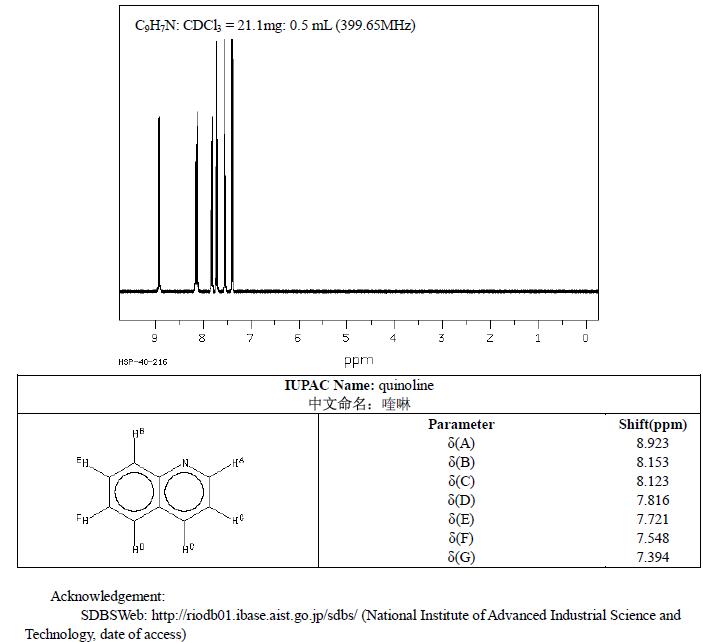 C₉H₇N: CDCl₃ = 21.1mg: 0.5 mL (399.65MHz)
9 8 7 6 5 4 3 2 1 0
HSP-40-216
ppm
IUPAC Name: quinoline
中文命名：喹啉
Parameter Shift(ppm)
δ(A) 8.923
δ(B) 8.153
δ(C) 8.123
δ(D) 7.816
δ(E) 7.721
δ(F) 7.548
δ(G) 7.394
HB
EH N HA
FH HG
HD HC
Acknowledgement:
SDBSWeb: http://riodb01.ibase.aist.go.jp/sdbs/ (National Institute of Advanced Industrial Science and
Technology, date of access)